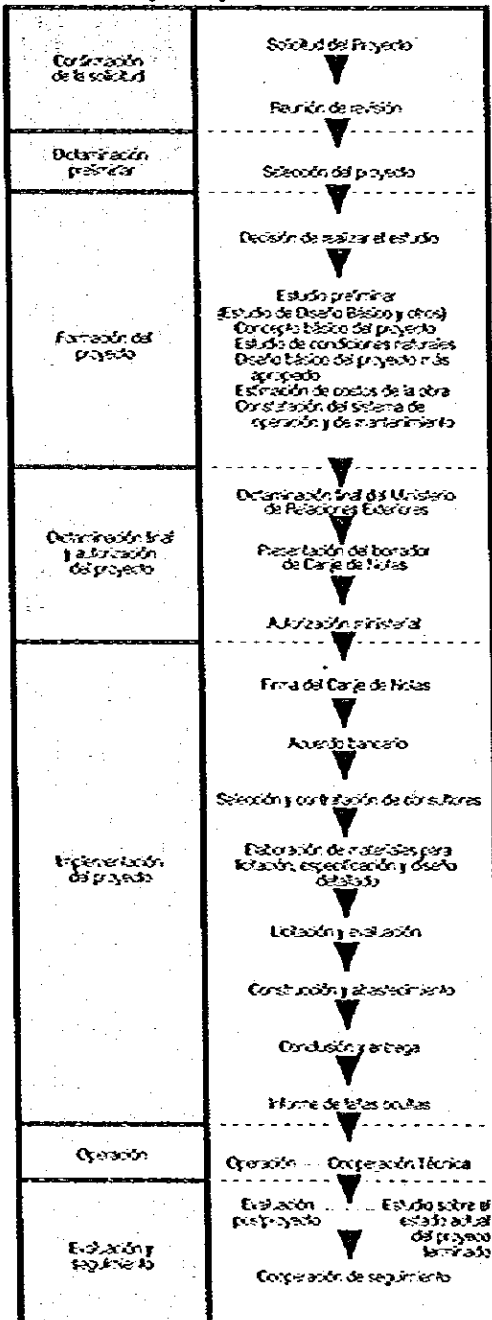 Confirmación
de la solicitud
Solicitud del Proyecto
Reunión de revisión
Dictaminación
preliminar
Selección del proyecto
Formación del
proyecto
Decisión de realizar el estudio
Estudio preliminar
(Estudio de Diseño Básico y otros)
Concepto básico del proyecto
Estudio de condiciones naturales
Diseño básico del proyecto más
apropiado
Estimación de costos de la obra
Constatación del sistema de
operación y de mantenimiento
Dictaminación final
y autorización
del proyecto
Dictaminación final del Ministerio
de Relaciones Exteriores
Presentación del borrador
de Canje de Notas
Autorización ministerial
Implementación
del proyecto
Firma del Canje de Notas
Acuerdo bancario
Selección y contratación de consultores
Elaboración de materiales para
licitación, especificación y diseño
detallado
Licitación y evaluación
Construcción y abastecimiento
Conclusión y entrega
Informe de fallas ocultas
Operación
Operación ---- Cooperación Técnica
Evaluación y
seguimiento
Evaluación
postproyecto
Estudio sobre el
estado actual
del proyecto
terminado
Cooperación de seguimiento